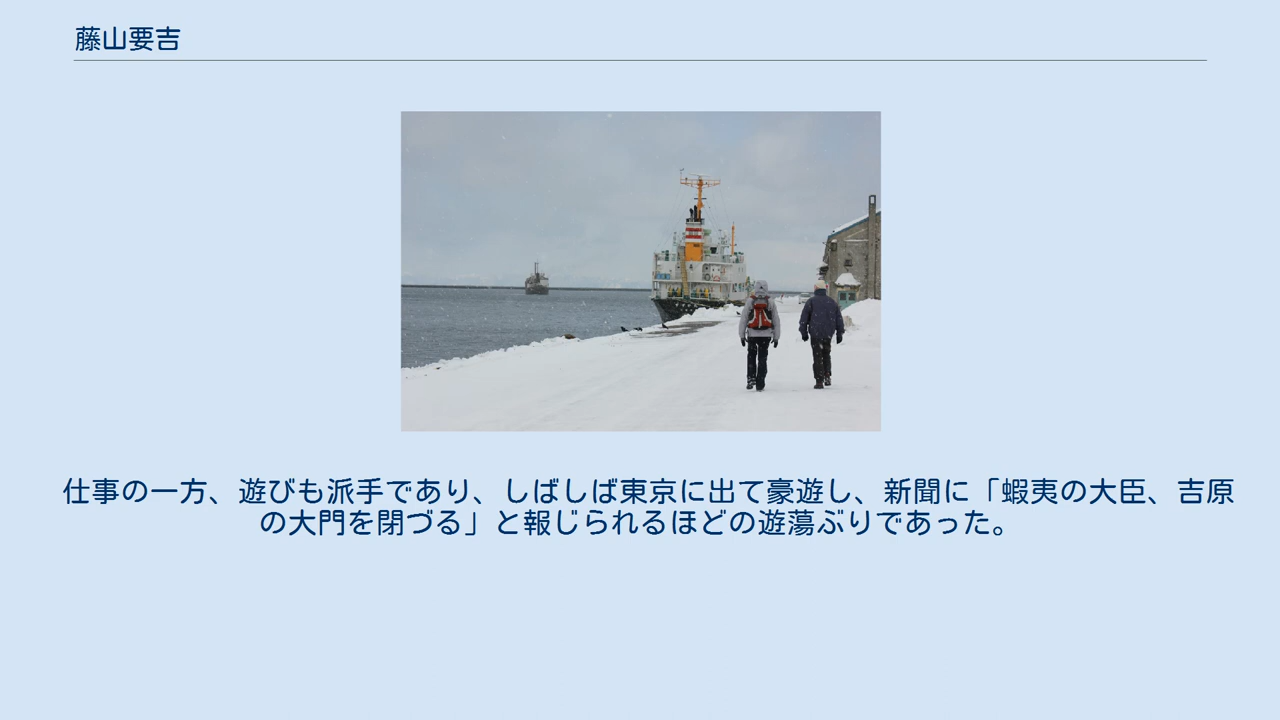 藤山要吉
仕事の一方、遊びも派手であり、しばしば東京に出て豪遊し、新聞に「蝦夷の大臣、吉原
の大門を閉づる」と報じられるほどの遊蕩ぶりであった。